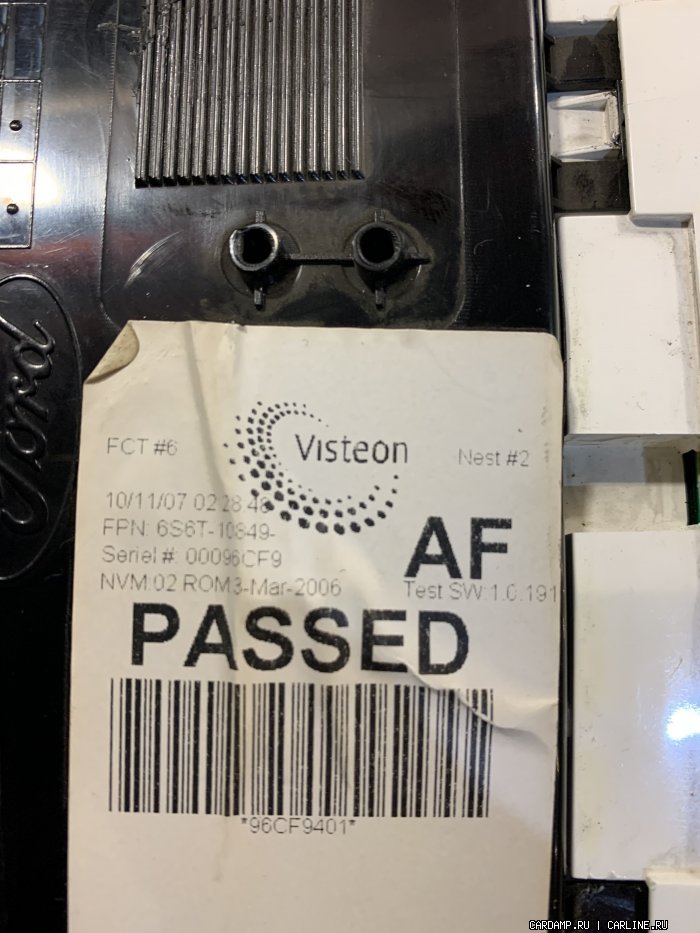 Ford
Visteon
FCT #6
Nest #2
10/11/07 02:28:48
FPN: 6S6T-10849-
AF
Seriel #: 00096CF9
NVM:02 ROM3-Mar-2006
Test SW:1.0.191
PASSED
*96CF9401*
CARDAMP.RU | CARLINE.RU